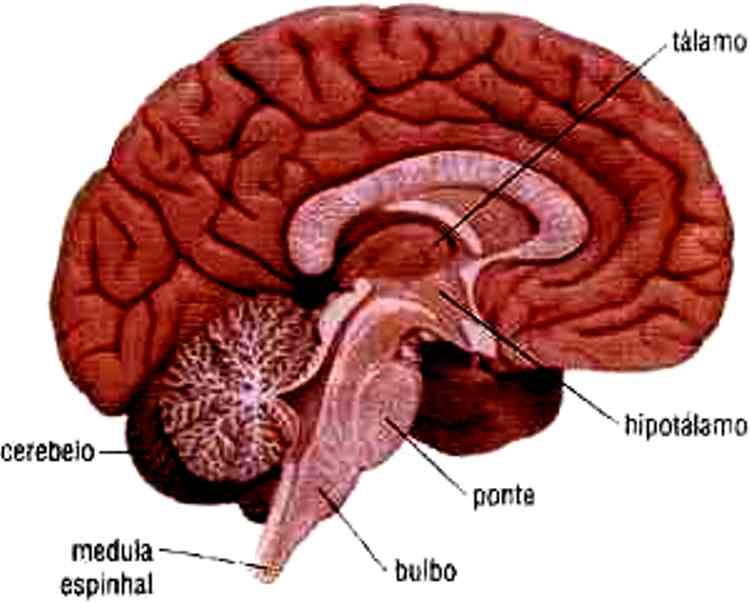 tálamo
hipotálamo
cerebelo
ponte
medula
espinhal
bulbo